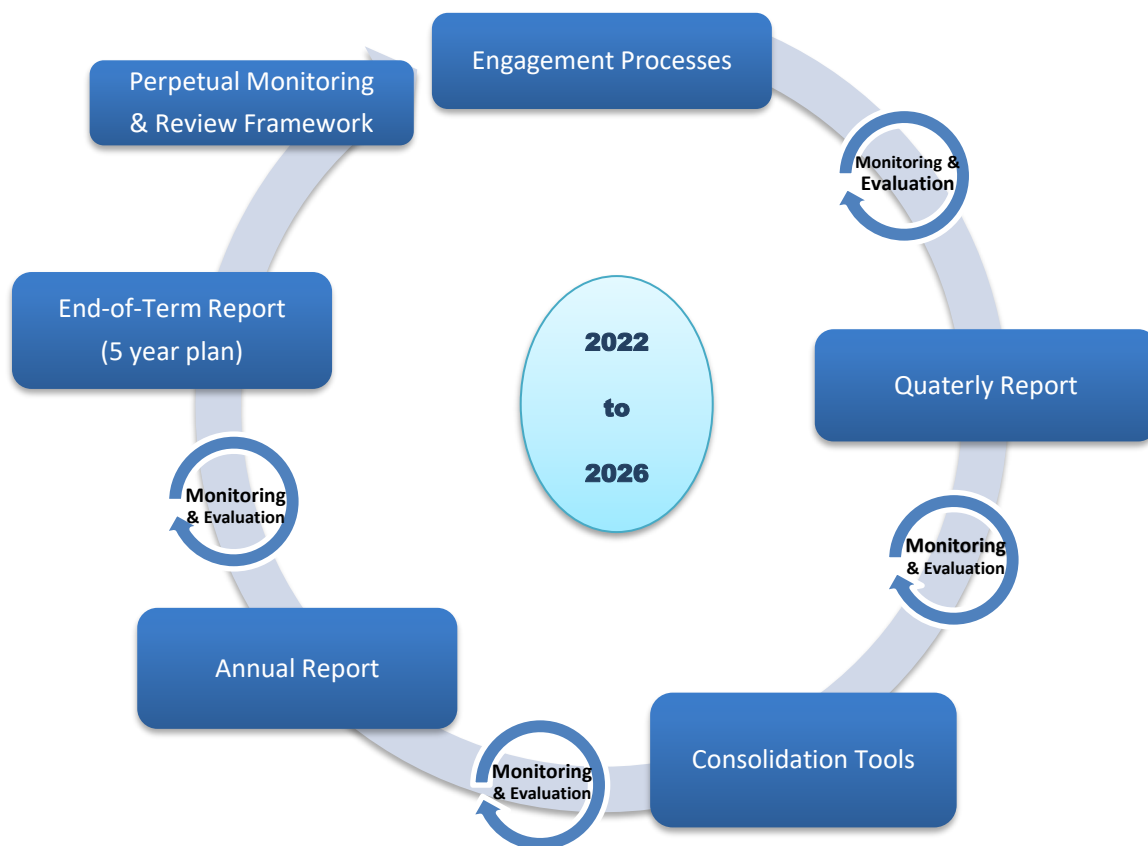 Engagement Processes
Perpetual Monitoring
& Review Framework
Monitoring &
Evaluation
End-of-Term Report
(5 year plan)
2022
to
2026
Quaterly Report
Monitoring
& Evaluation
Monitoring
& Evaluation
Annual Report
Consolidation Tools
Monitoring
& Evaluation